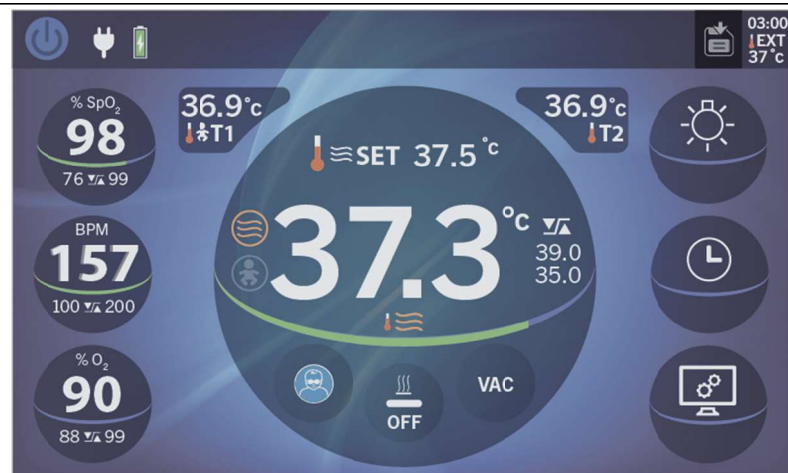 03:00
EXT
37 °c
% SpO₂
98
76 99
36.9°c
T1
36.9°c
T2
SET 37.5 °c
37.3 °c
39.0
35.0
BPM
157
100 200
% O₂
90
88 99
OFF
VAC